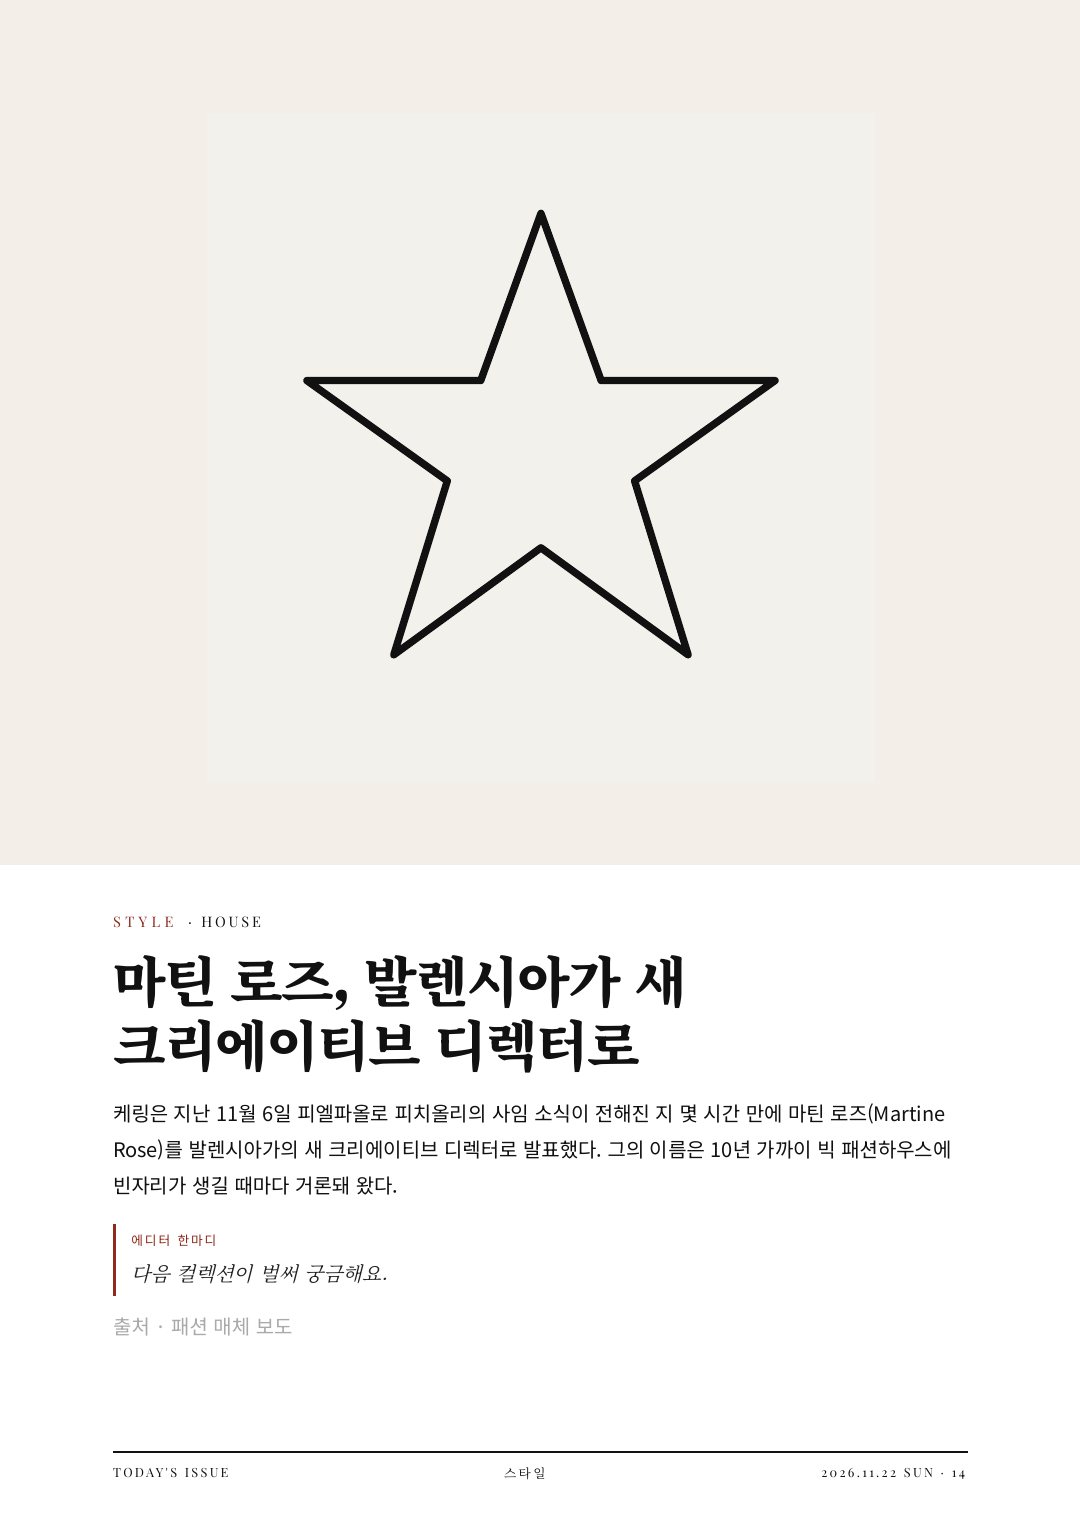 STYLE · HOUSE
마틴 로즈, 발렌시아가 새
크리에이티브 디렉터로
케링은 지난 11월 6일 피엘파올로 피치올리의 사임 소식이 전해진 지 몇 시간 만에 마틴 로즈(Martine
Rose)를 발렌시아가의 새 크리에이티브 디렉터로 발표했다. 그의 이름은 10년 가까이 빅 패션하우스에
빈자리가 생길 때마다 거론돼 왔다.
에디터 한마디
다음 컬렉션이 벌써 궁금해요.
출처 · 패션 매체 보도
TODAY'S ISSUE 스타일 2026.11.22 SUN · 14